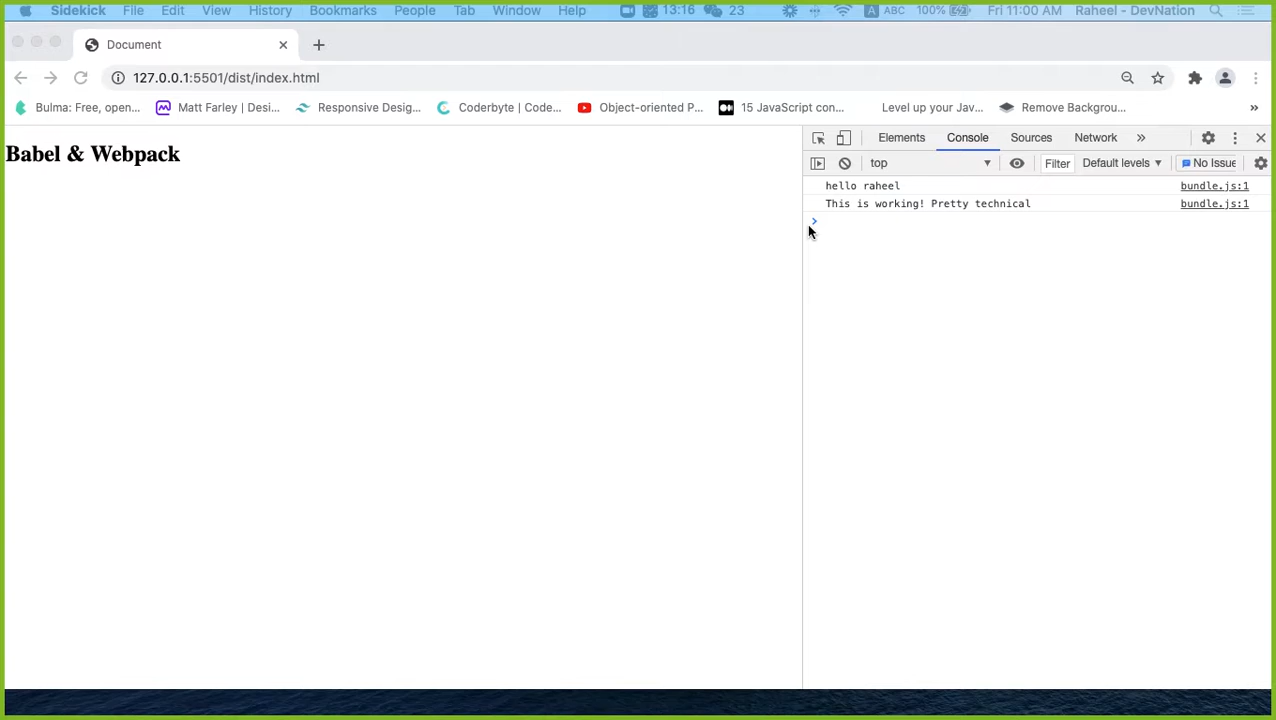 Sidekick File Edit View History Bookmarks People Tab Window Help 13:16 23 A ABC 100% Fri 11:00 AM Raheel - DevNation
Document
127.0.0.1:5501/dist/index.html
Bulma: Free, open... Matt Farley | Desi... Responsive Desig... Coderbyte | Code... Object-oriented P... 15 JavaScript con... Level up your Jav... Remove Backgrou... »
Elements Console Sources Network »
top Filter Default levels No Issue
Babel & Webpack
hello raheel bundle.js:1
This is working! Pretty technical bundle.js:1